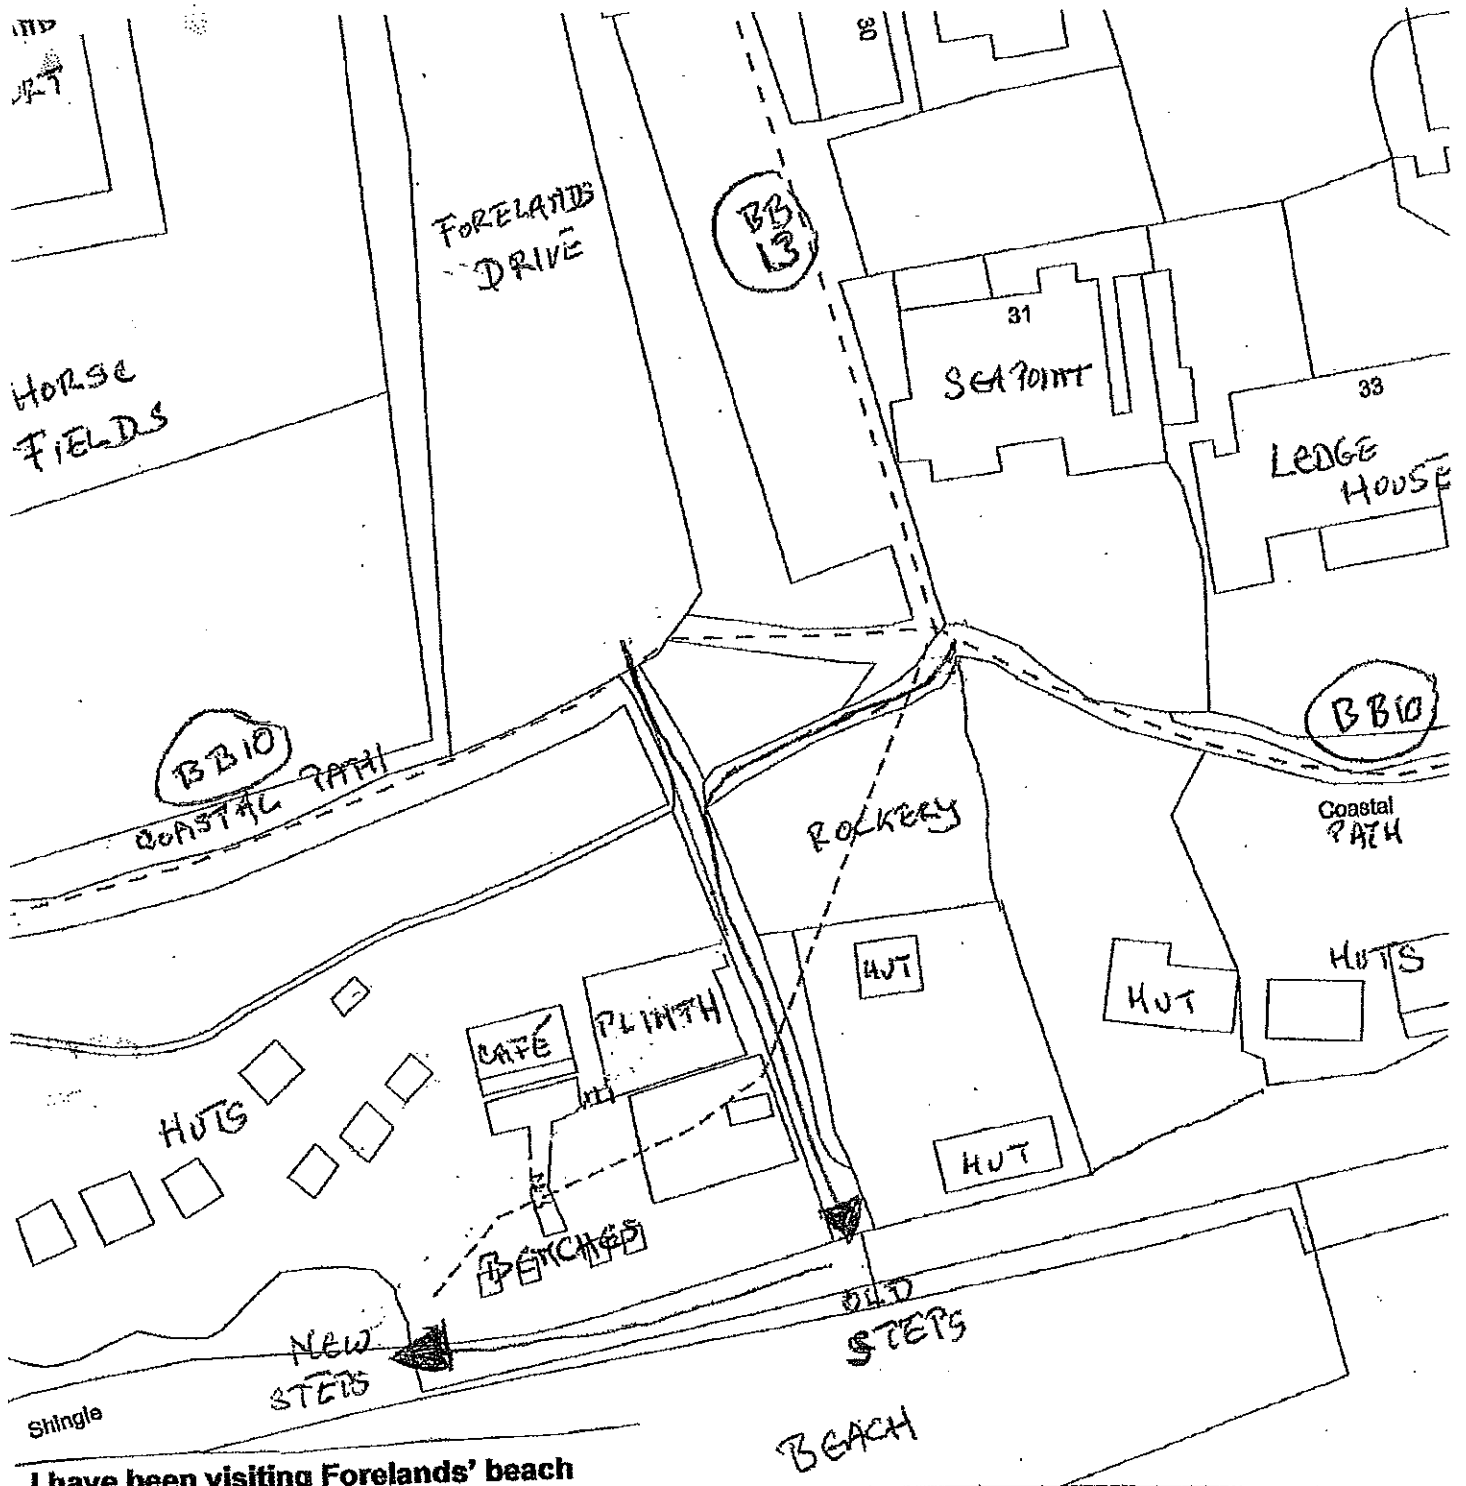 30
FORELANDS
DRIVE
BB
13
31
SEAPOINT
33
HORSE
FIELDS
LEDGE
HOUSE
BB10
COASTAL PATH
BB10
Coastal
PATH
ROCKERY
HUT
HUT
HUTS
CAFÉ
PLINTH
HUTS
HUT
BENCHES
OLD
STEPS
NEW
STEPS
Shingle
BEACH
I have been visiting Forelands' beach